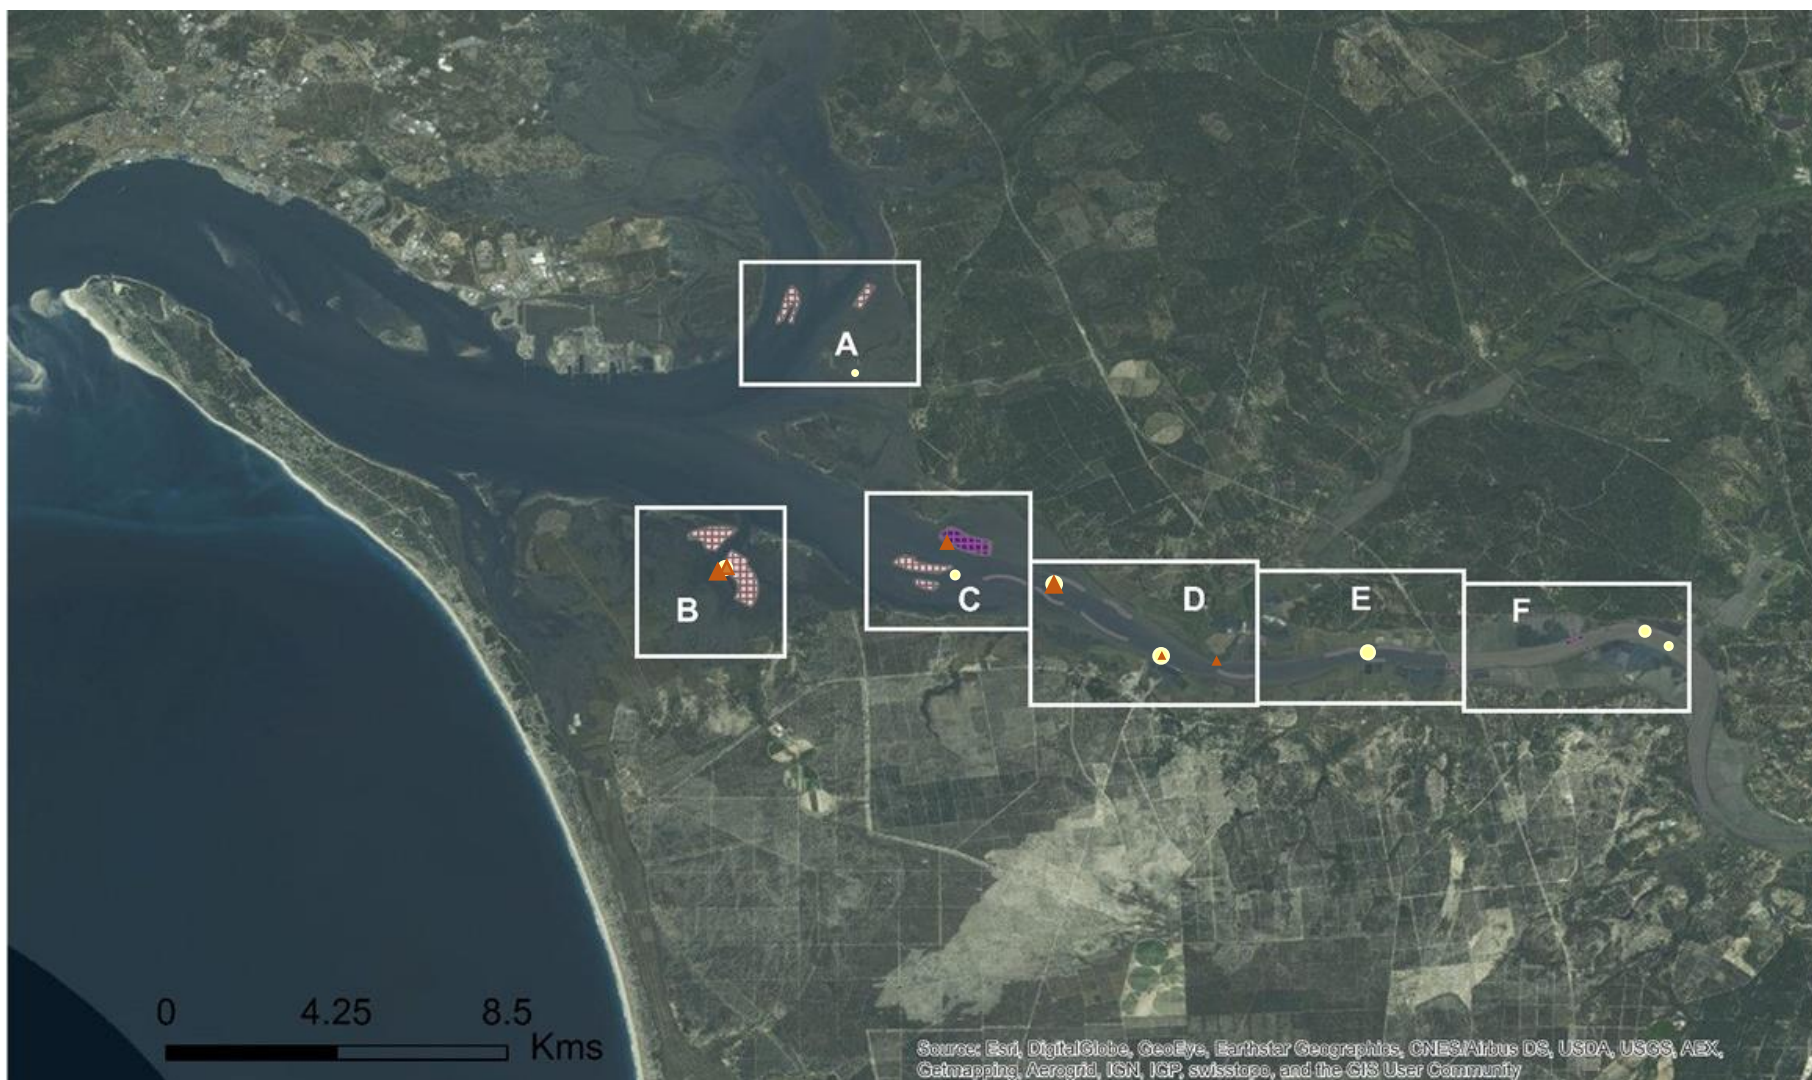 A
B
C
D
E
F
0 4.25 8.5
Kms
Source: Esri, DigitalGlobe, GeoEye, Earthstar Geographics, CNES/Airbus DS, USDA, USGS, AEX,
Getmapping, Aerogrid, IGN, IGP, swisstopo, and the GIS User Community